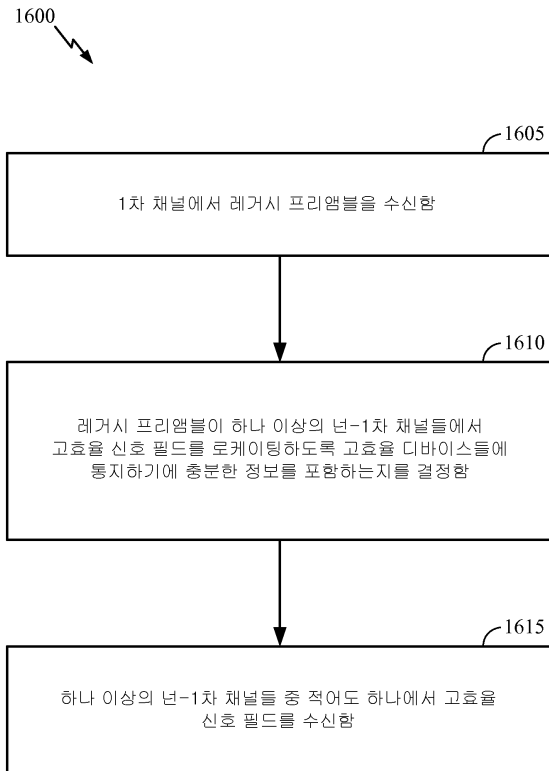 1600
1605
1차 채널에서 레거시 프리앰블을 수신함
1610
레거시 프리앰블이 하나 이상의 넌-1차 채널들에서
고효율 신호 필드를 로케이팅하도록 고효율 디바이스들에
통지하기에 충분한 정보를 포함하는지를 결정함
1615
하나 이상의 넌-1차 채널들 중 적어도 하나에서 고효율
신호 필드를 수신함